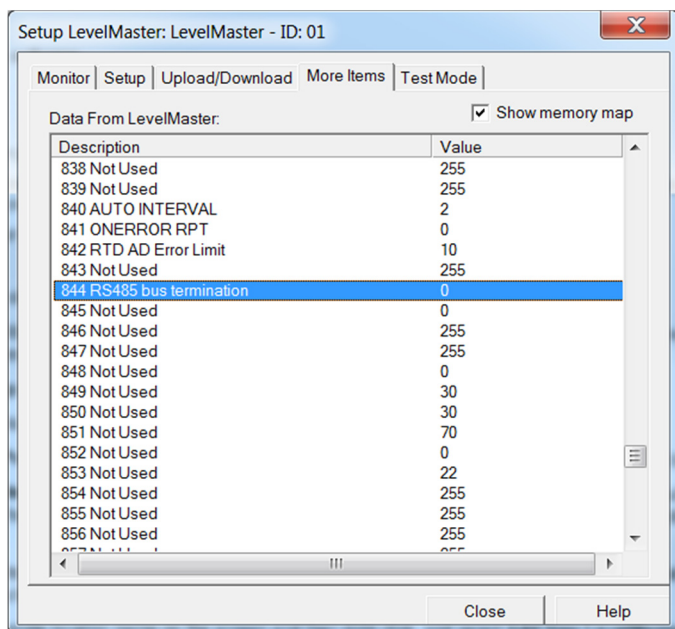 Setup LevelMaster: LevelMaster - ID: 01
Monitor Setup Upload/Download More Items Test Mode
Data From LevelMaster: Show memory map
Description Value
838 Not Used 255
839 Not Used 255
840 AUTO INTERVAL 2
841 ONERROR RPT 0
842 RTD AD Error Limit 10
843 Not Used 255
844 RS485 bus termination 0
845 Not Used 0
846 Not Used 255
847 Not Used 255
848 Not Used 0
849 Not Used 30
850 Not Used 30
851 Not Used 70
852 Not Used 0
853 Not Used 22
854 Not Used 255
855 Not Used 255
856 Not Used 255
Close Help